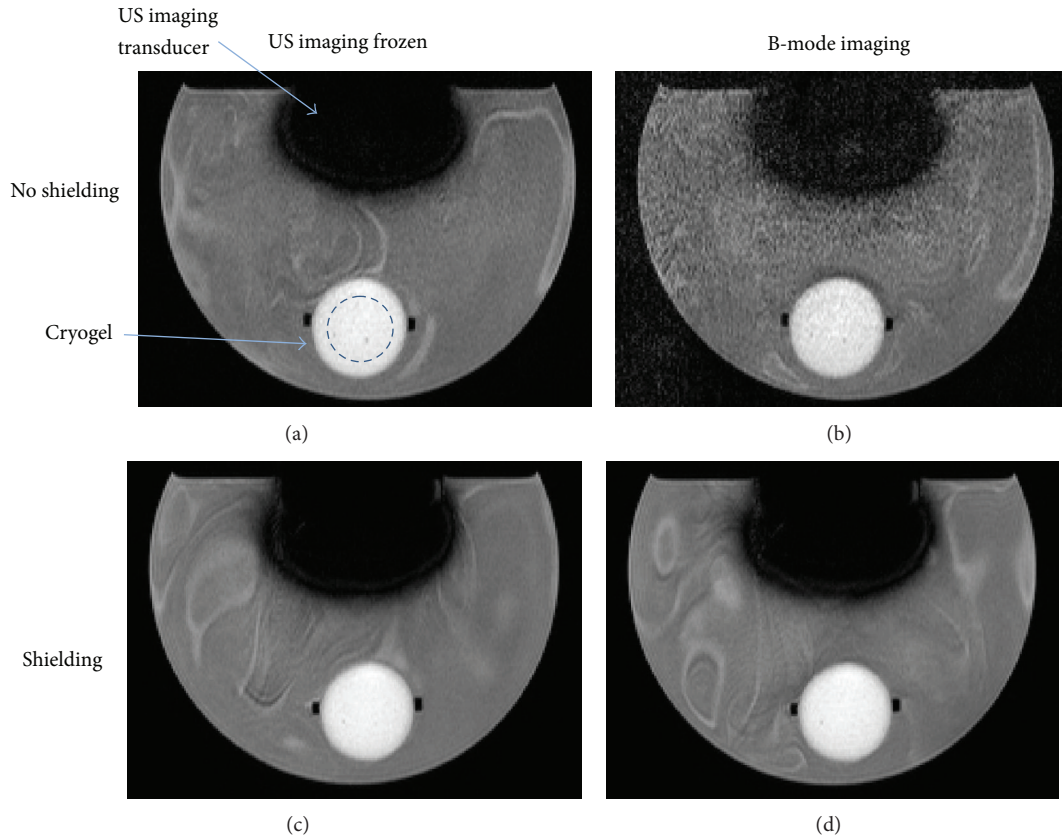 US imaging
transducer
US imaging frozen
B-mode imaging
No shielding
Cryogel
(a)
(b)
Shielding
(c)
(d)